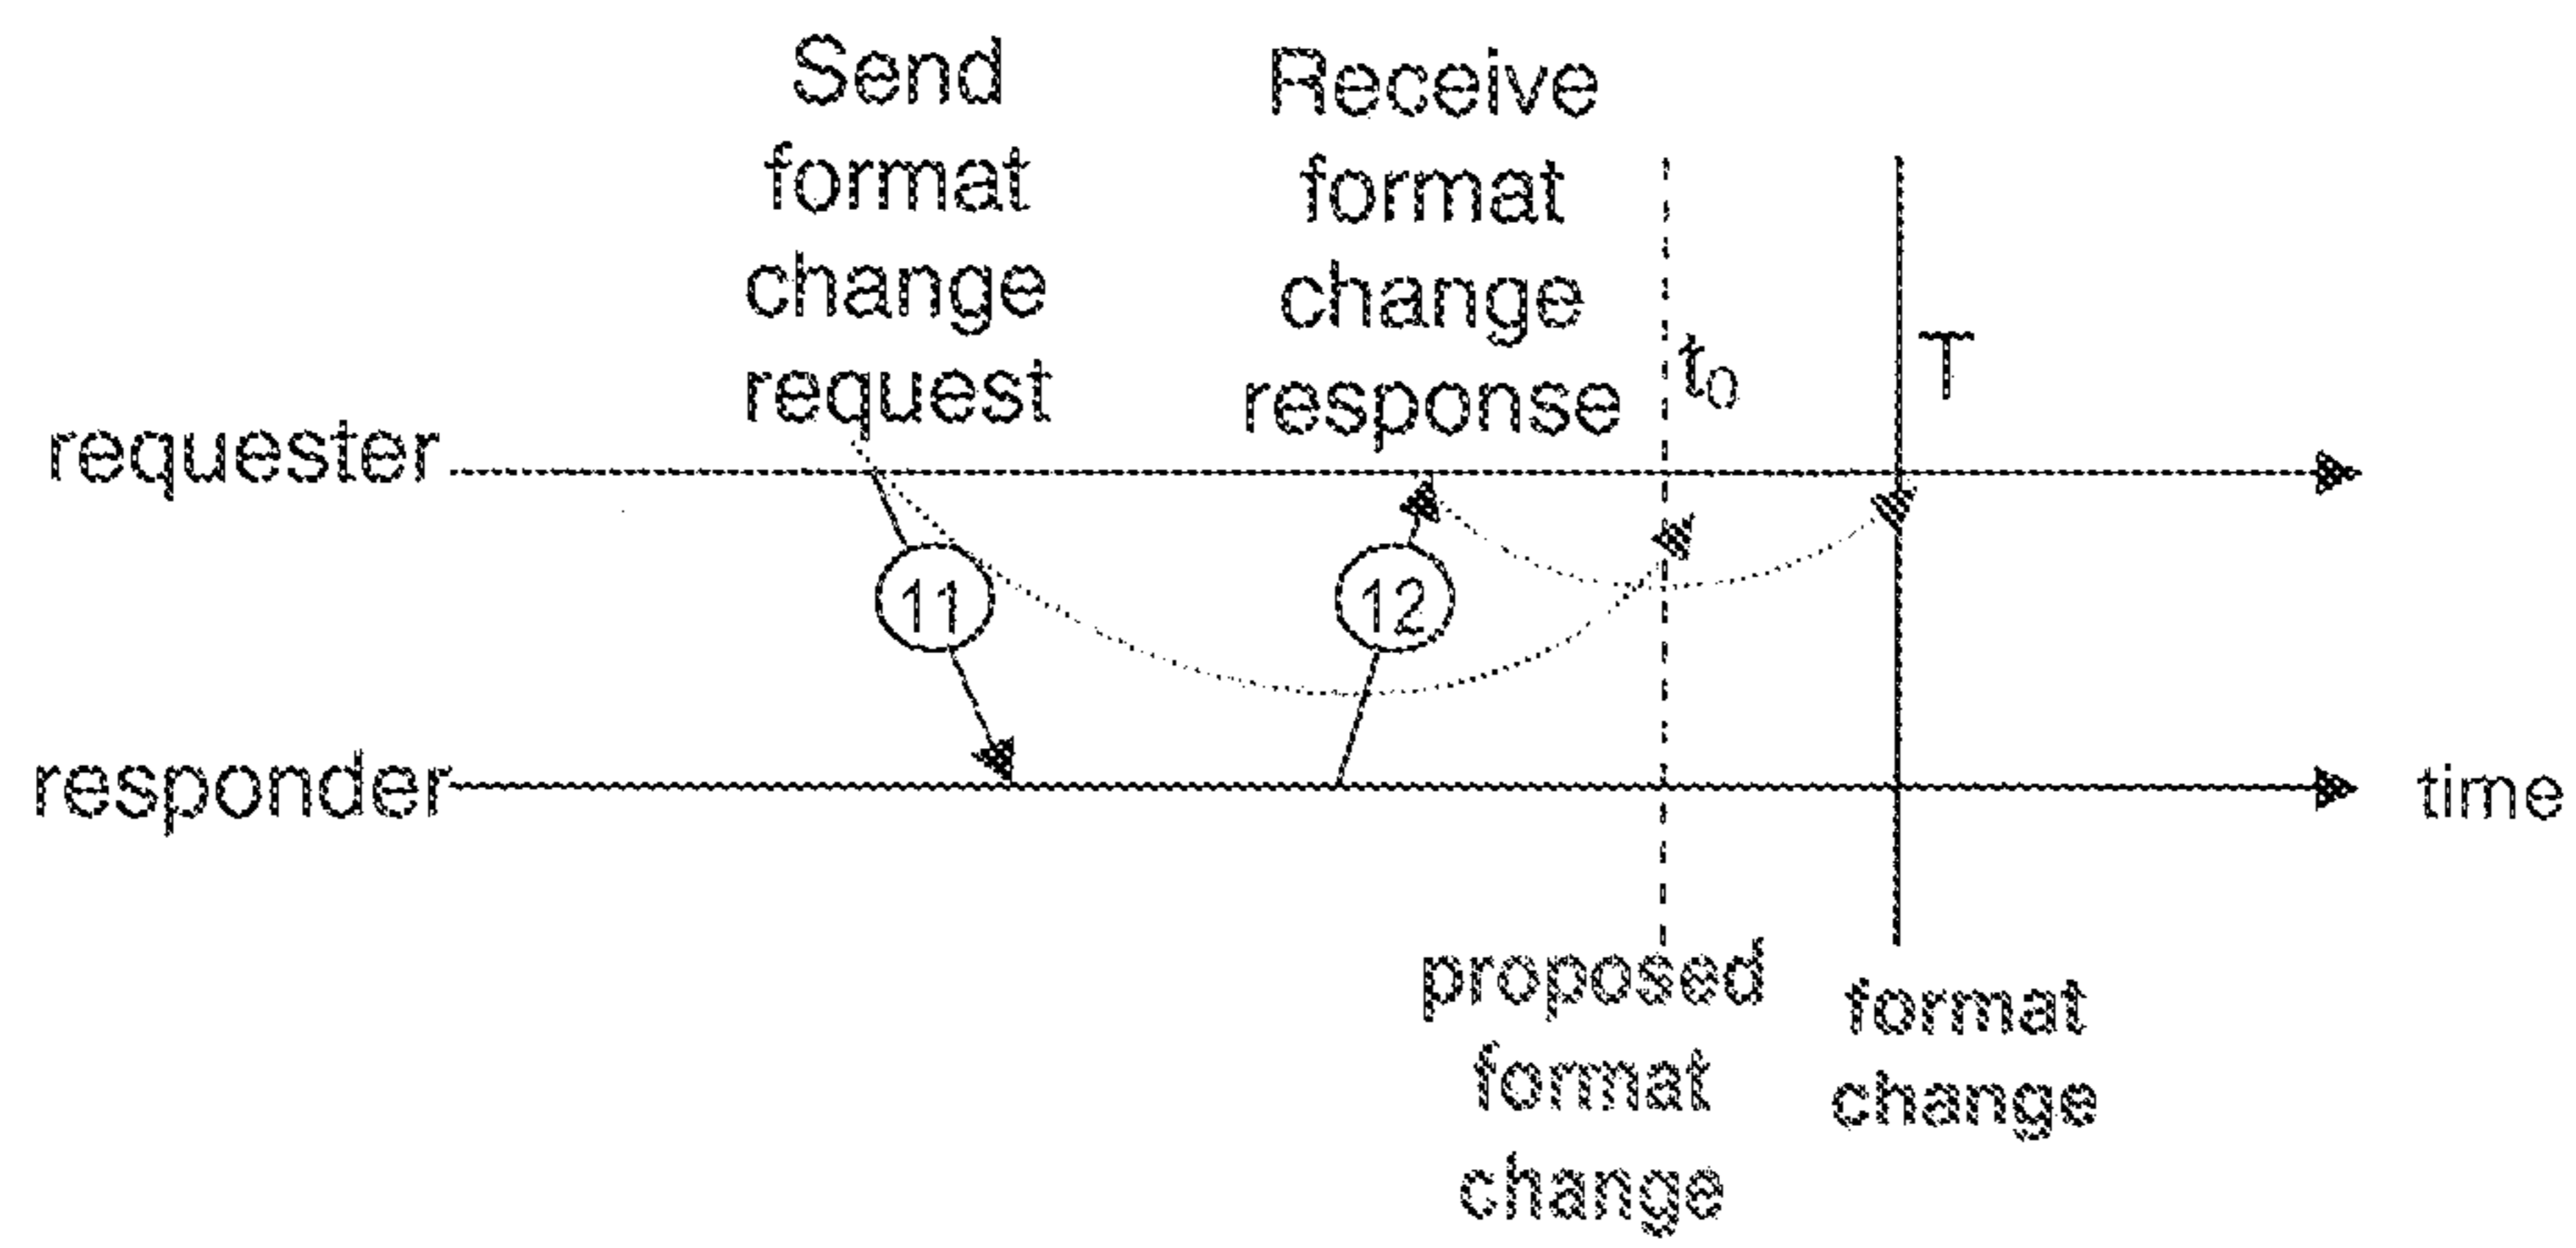 Send
format
change
request
Receive
format
change
response
t0
T
requester
11
12
responder
time
proposed
format
change
format
change